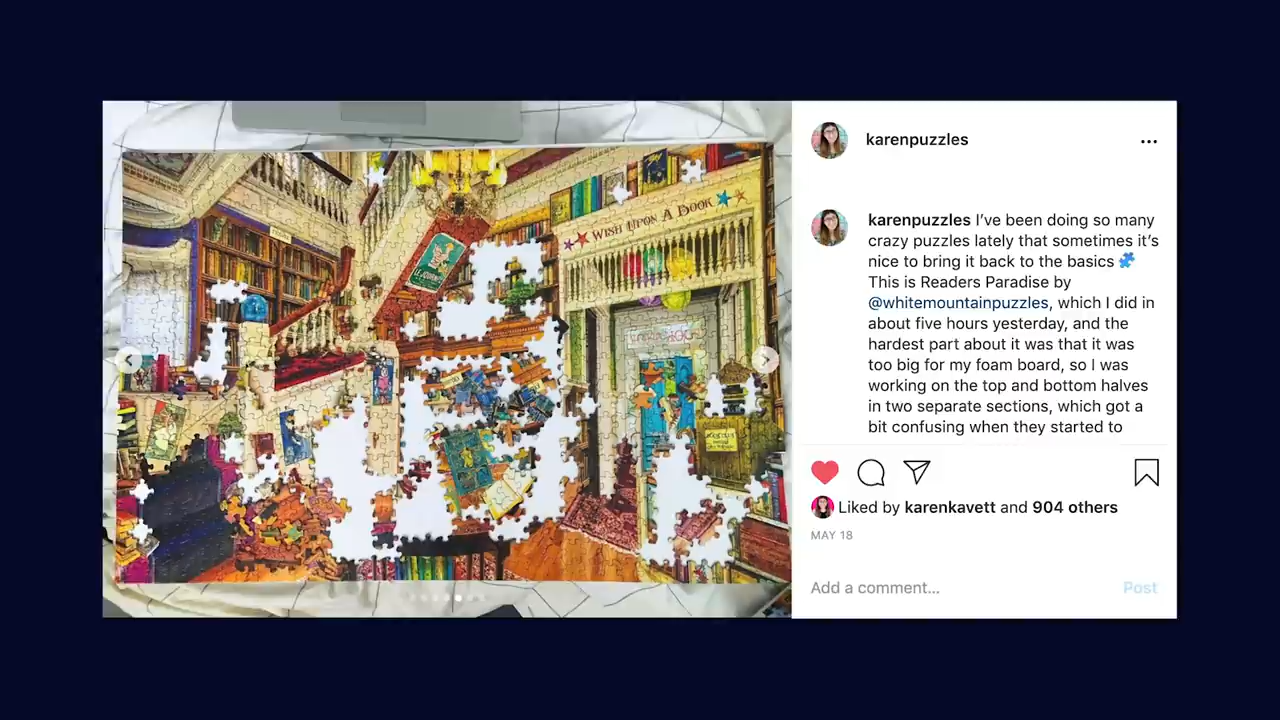 WISH UPON A BOOK
karenpuzzles
karenpuzzles I've been doing so many
crazy puzzles lately that sometimes it's
nice to bring it back to the basics
This is Readers Paradise by
@whitemountainpuzzles, which I did in
about five hours yesterday, and the
hardest part about it was that it was
too big for my foam board, so I was
working on the top and bottom halves
in two separate sections, which got a
bit confusing when they started to
Liked by karenkavett and 904 others
MAY 18
Add a comment...
Post